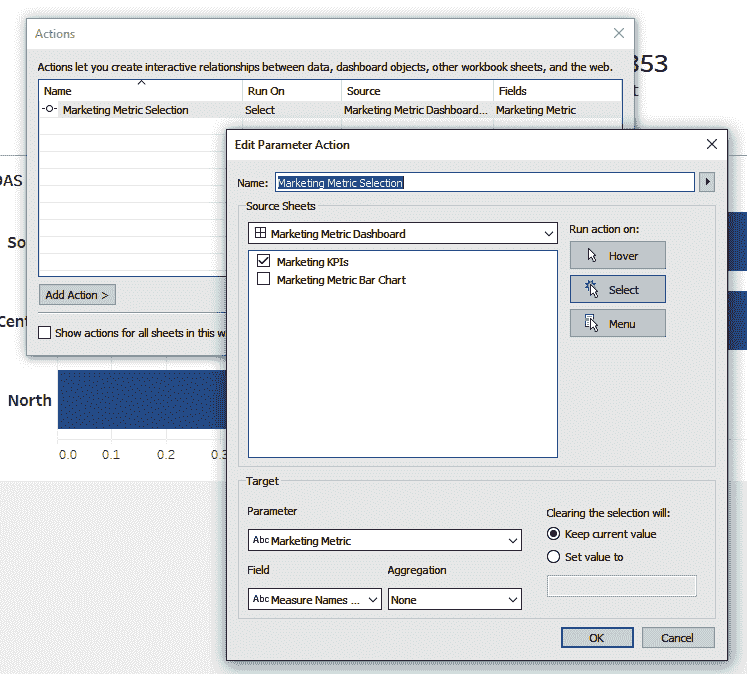 Actions
Actions let you create interactive relationships between data, dashboard objects, other workbook sheets, and the web.
Name Run On Source Fields
Marketing Metric Selection Select Marketing Metric Dashboard... Marketing Metric
Add Action >
Show actions for all sheets in this w
353
t
DAS
So
Cent
North
0.0 0.1 0.2 0.3
Edit Parameter Action
Name: Marketing Metric Selection
Source Sheets
Marketing Metric Dashboard
Marketing KPIs
Marketing Metric Bar Chart
Run action on:
Hover
Select
Menu
Target
Parameter
Abc Marketing Metric
Field Aggregation
Abc Measure Names ... None
Clearing the selection will:
Keep current value
Set value to
OK Cancel